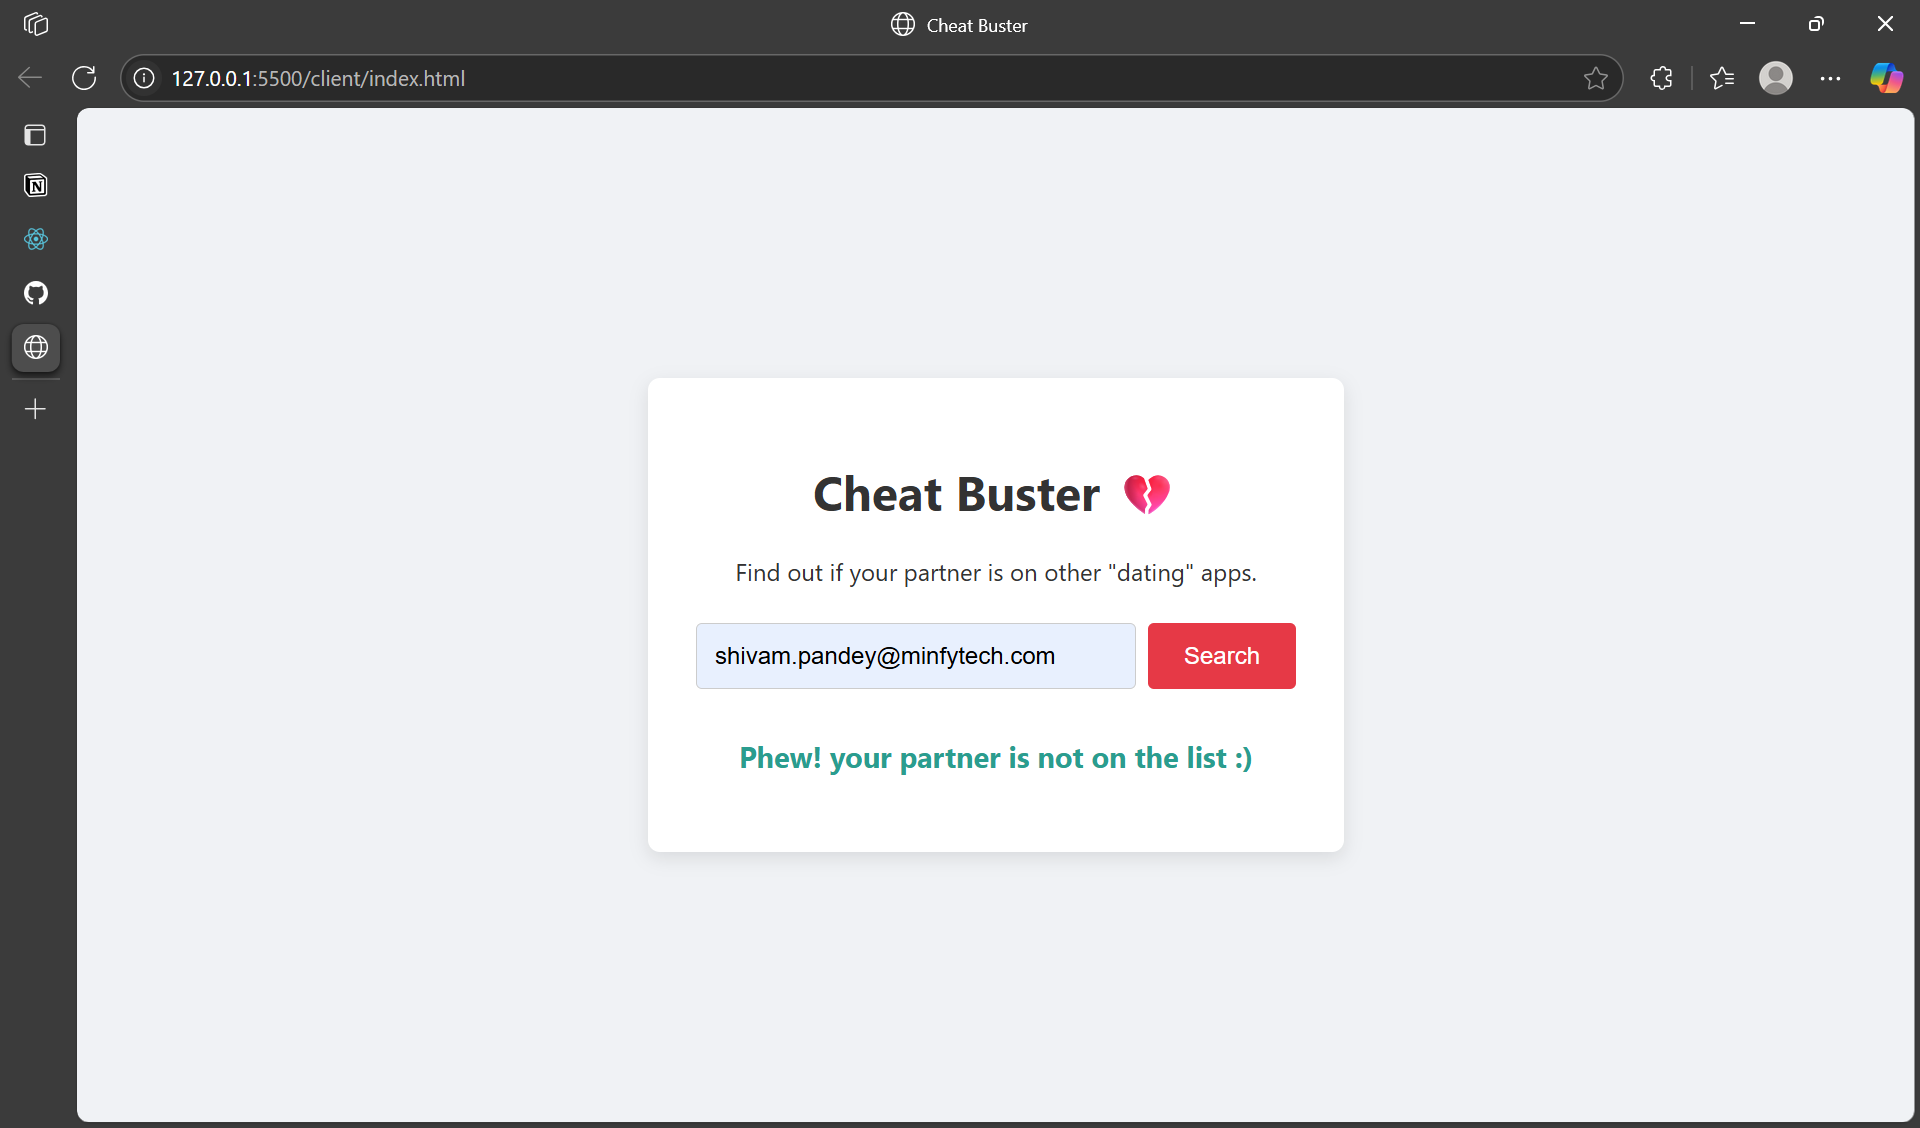 Cheat Buster
127.0.0.1:5500/client/index.html
Cheat Buster 💔
Find out if your partner is on other "dating" apps.
shivam.pandey@minfytech.com
Search
Phew! your partner is not on the list :)